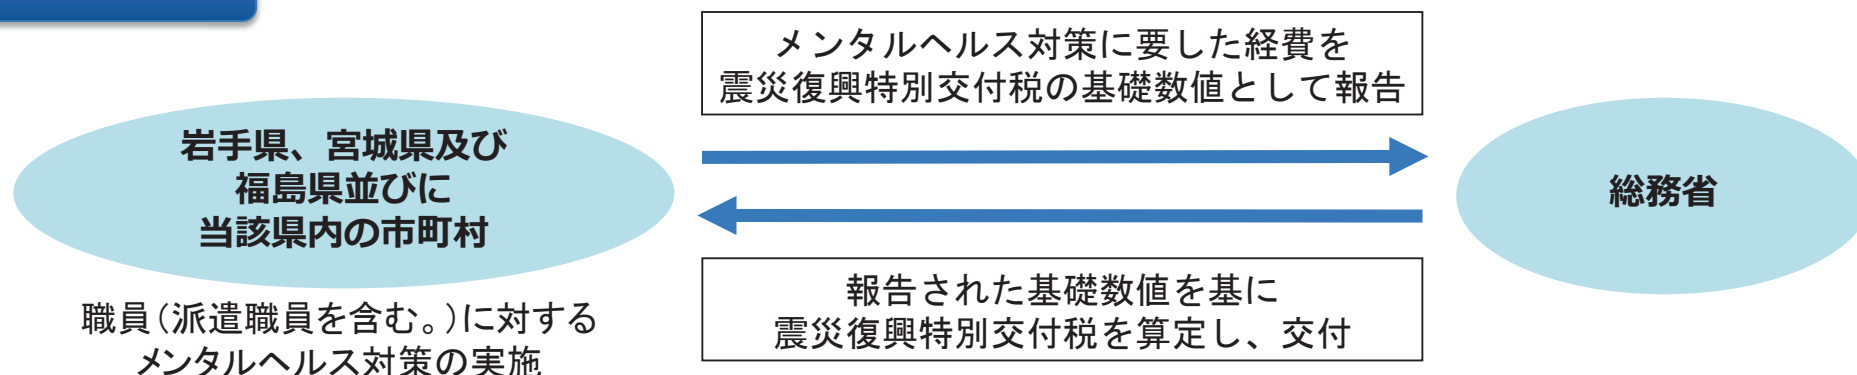 メンタルヘルス対策に要した経費を
震災復興特別交付税の基礎数値として報告
岩手県、宮城県及び
福島県並びに
当該県内の市町村
総務省
報告された基礎数値を基に
震災復興特別交付税を算定し、交付
職員（派遣職員を含む。）に対する
メンタルヘルス対策の実施